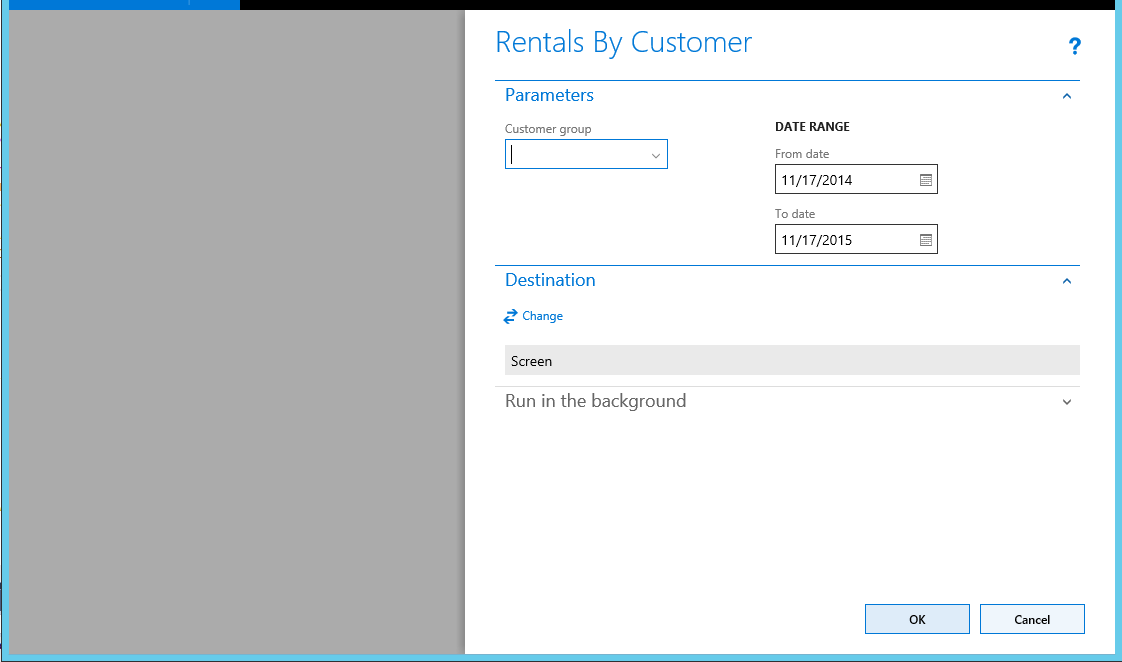 Rentals By Customer
?
Parameters
Customer group
DATE RANGE
From date
11/17/2014
To date
11/17/2015
Destination
Change
Screen
Run in the background
OK
Cancel